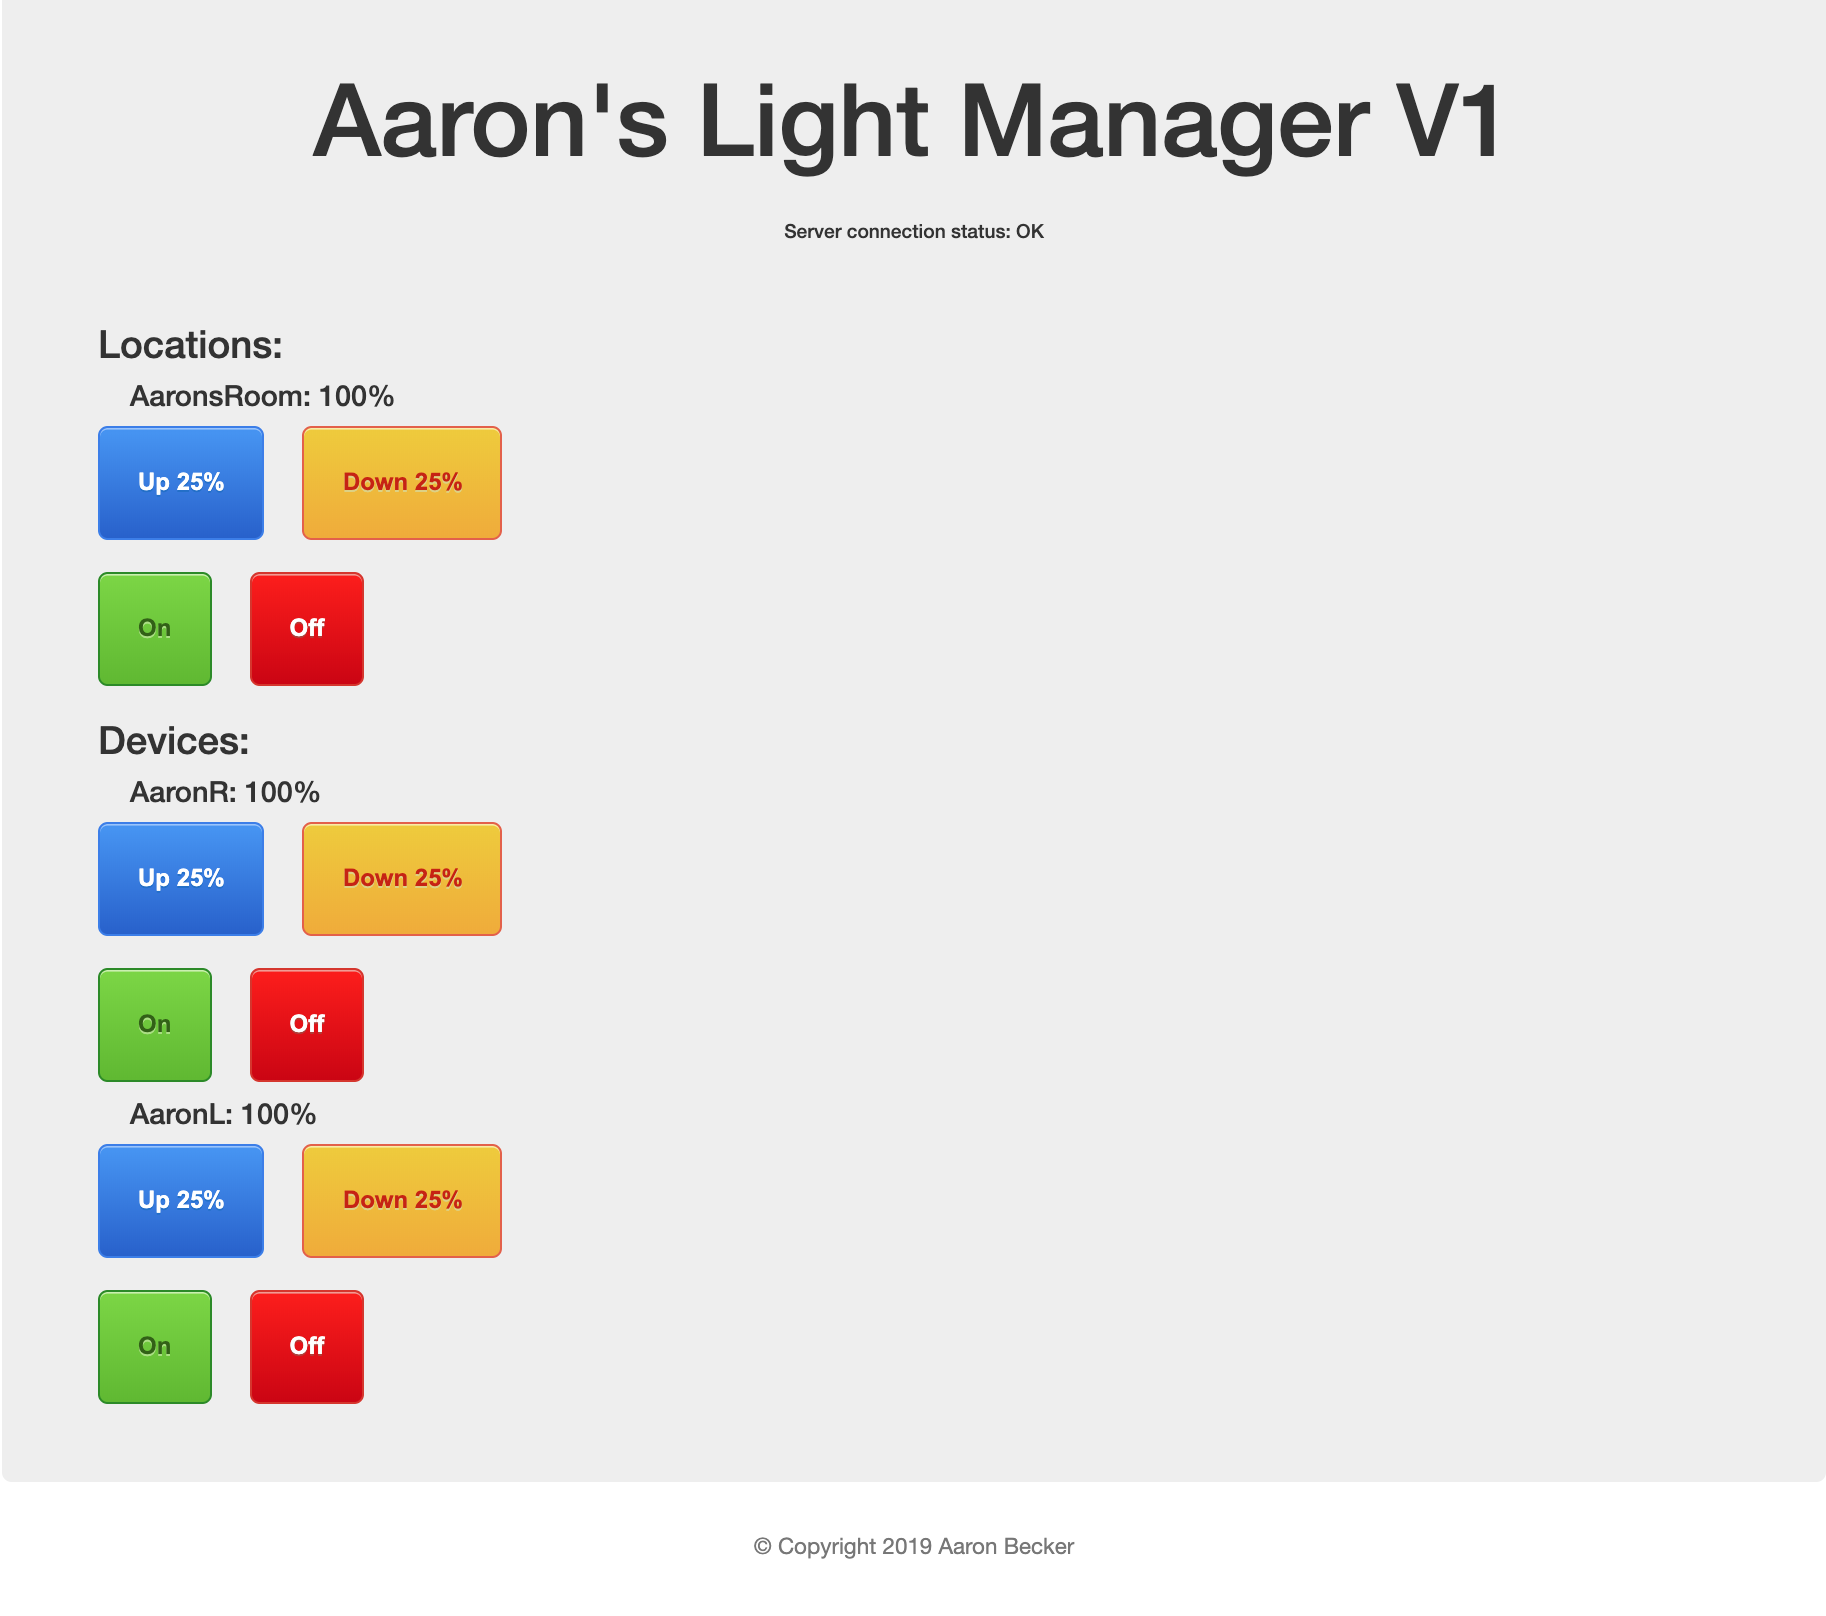 Aaron's Light Manager V1
Server connection status: OK
Locations:
AaronsRoom: 100%
Up 25% Down 25%
On Off
Devices:
AaronR: 100%
Up 25% Down 25%
On Off
AaronL: 100%
Up 25% Down 25%
On Off
© Copyright 2019 Aaron Becker